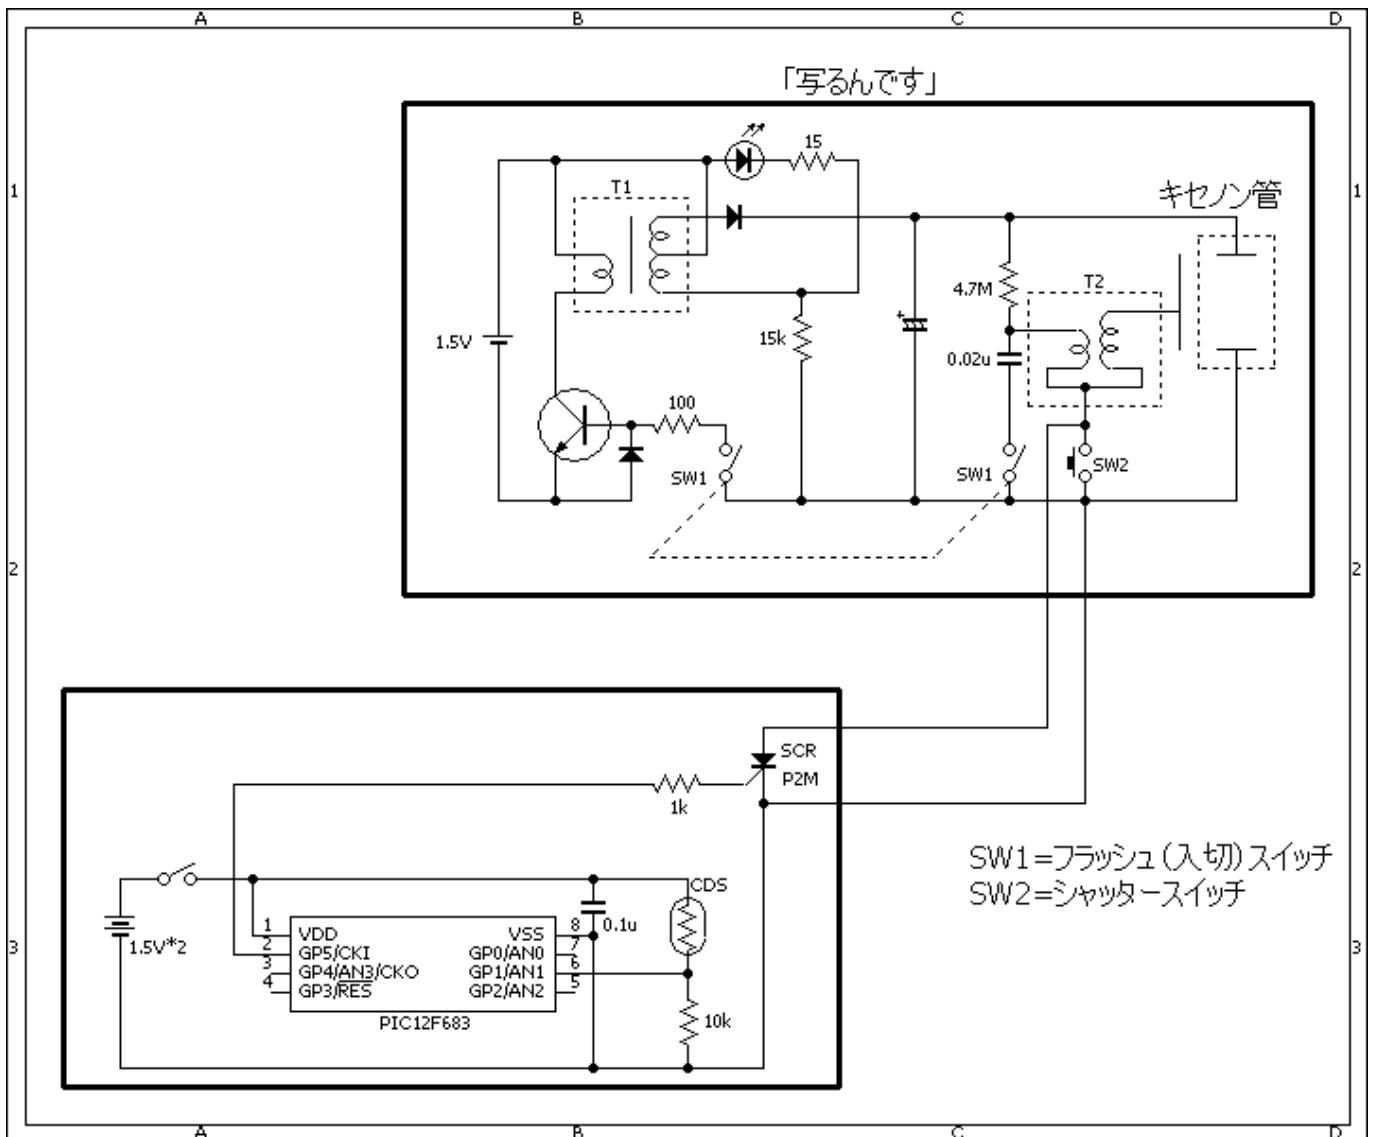 A B C D
「写るんです」
15
1 1
T1
キセノン管
4.7M
T2
1.5V
15k
0.02u
100
SW1
SW1
SW2
2 2
SCR
P2M
1k
SW1=フラッシュ(入切)スイッチ
SW2=シャッタースイッチ
CDS
0.1u
1.5V*2
1 VDD VSS 8
2 GP5/CKI GP0/AN0 7
3 GP4/AN3/CKO GP1/AN1 6
4 GP3/RES GP2/AN2 5
3 3
PIC12F683
10k
A B C D